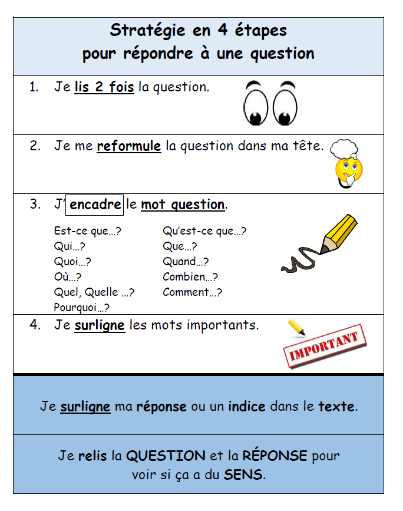 Stratégie en 4 étapes
pour répondre à une question
1. Je lis 2 fois la question.
2. Je me reformule la question dans ma tête.
3. J' encadre le mot question.
Est-ce que…? Qu'est-ce que…?
Qui…? Que…?
Quoi…? Quand…?
Où…? Combien…?
Quel, Quelle …? Comment…?
Pourquoi…?
4. Je surligne les mots importants.
IMPORTANT
Je surligne ma réponse ou un indice dans le texte.
Je relis la QUESTION et la RÉPONSE pour
voir si ça a du SENS.